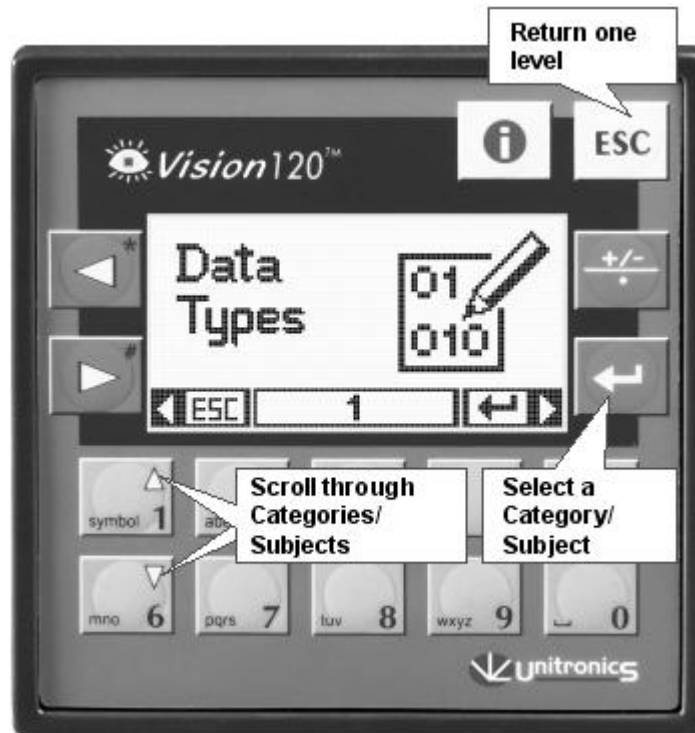 Return one
level
i ESC
Vision120™
* +/-
Data
Types
01
010
#
ESC 1
symbol 1
Scroll through
Categories/
Subjects
Select a
Category/
Subject
mno 6 pqrs 7 tuv 8 wxyz 9 0
Unitronics